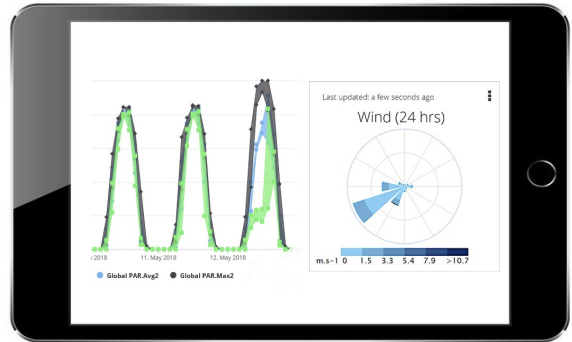 2018
11. May 2018
12. May 2018
Global PAR.Avg2
Global PAR.Max2
Last updated: a few seconds ago
Wind (24 hrs)
m.s-1 0 1.5 3.3 5.4 7.9 >10.7